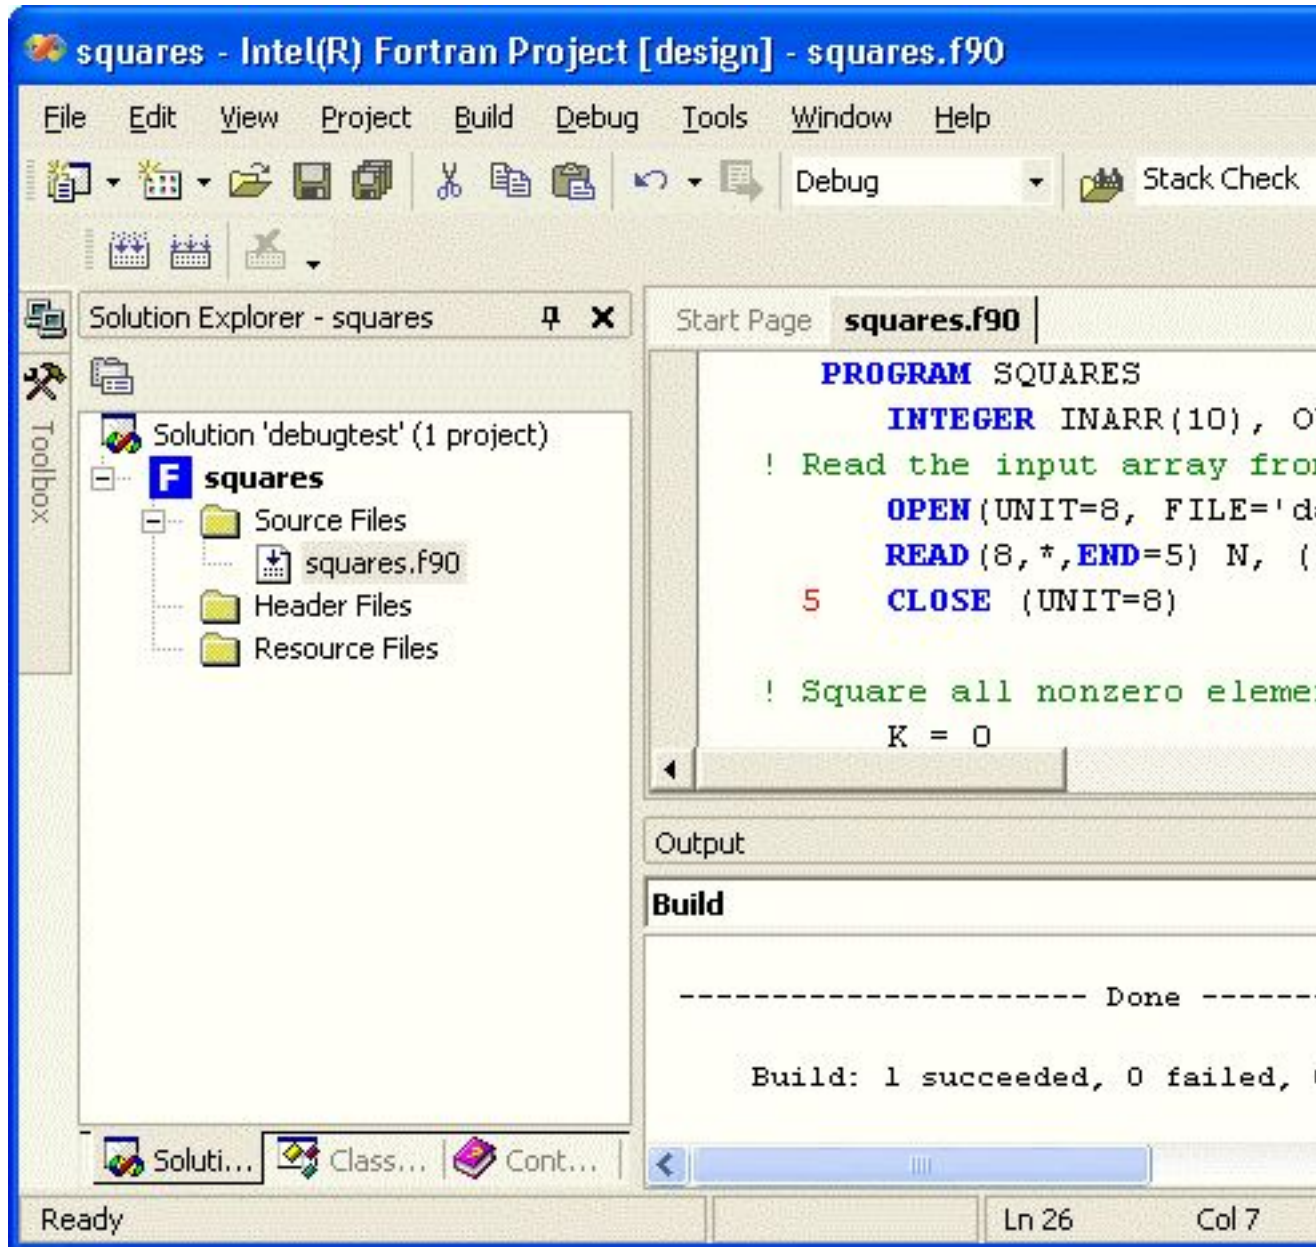 squares - Intel(R) Fortran Project [design] - squares.f90
File Edit View Project Build Debug Tools Window Help
Debug Stack Check
Solution Explorer - squares
Start Page squares.f90
Toolbox
Solution 'debugtest' (1 project)
squares
Source Files
squares.f90
Header Files
Resource Files
PROGRAM SQUARES
INTEGER INARR(10), O
! Read the input array from
OPEN(UNIT=8, FILE='da
READ(8,*,END=5) N, (
5 CLOSE (UNIT=8)
! Square all nonzero eleme
K = 0
Output
Build
---------------------- Done ------
Build: 1 succeeded, 0 failed,
Soluti... Class... Cont...
Ready Ln 26 Col 7